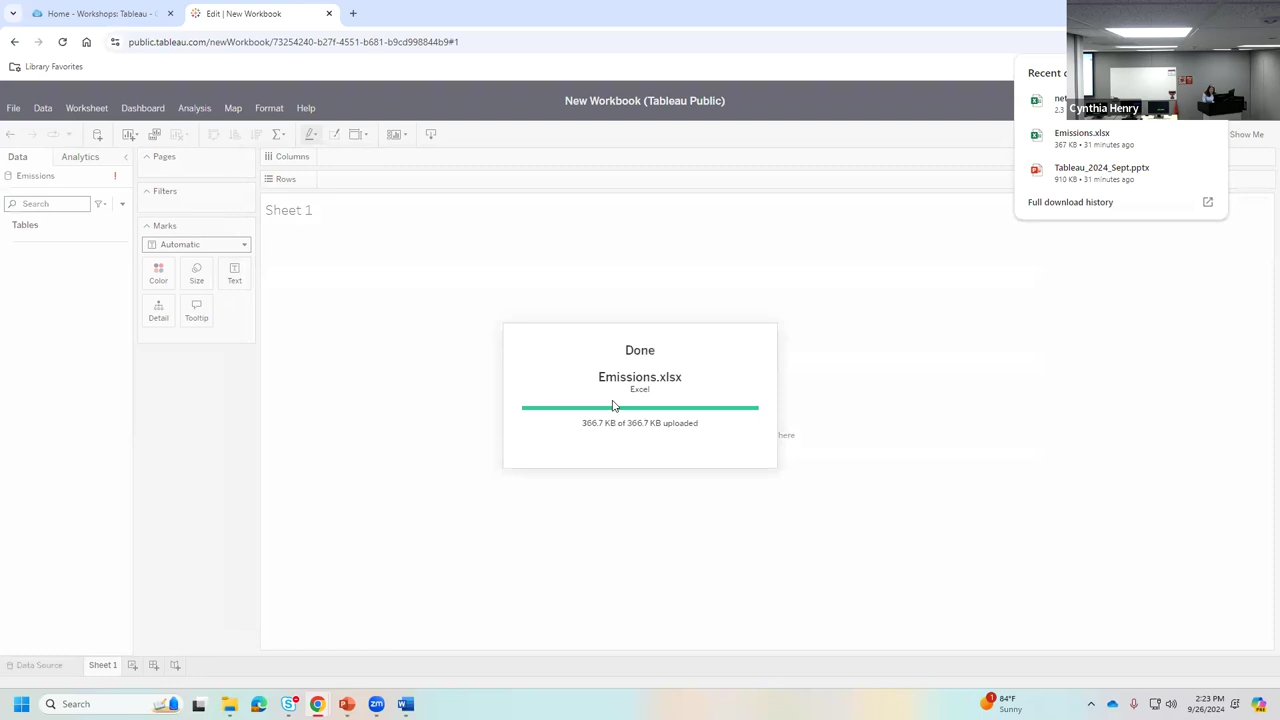 Home - Workshops: Tableau - C
Edit | New Workbook
public.tableau.com/newWorkbook/73254240-b27f-4551-b681-b9cd998844b9#1
Library Favorites
Recent d
net
2.3
Cynthia Henry
Emissions.xlsx
367 KB • 31 minutes ago
Tableau_2024_Sept.pptx
910 KB • 31 minutes ago
Full download history
New Workbook (Tableau Public)
File Data Worksheet Dashboard Analysis Map Format Help
Show Me
Data Analytics
Emissions
Search
Tables
Pages
Filters
Marks
Automatic
Color Size Text
Detail Tooltip
Columns
Rows
Sheet 1
Done
Emissions.xlsx
Excel
366.7 KB of 366.7 KB uploaded
here
Data Source Sheet 1
Search
1
84°F
Sunny
2:23 PM
9/26/2024